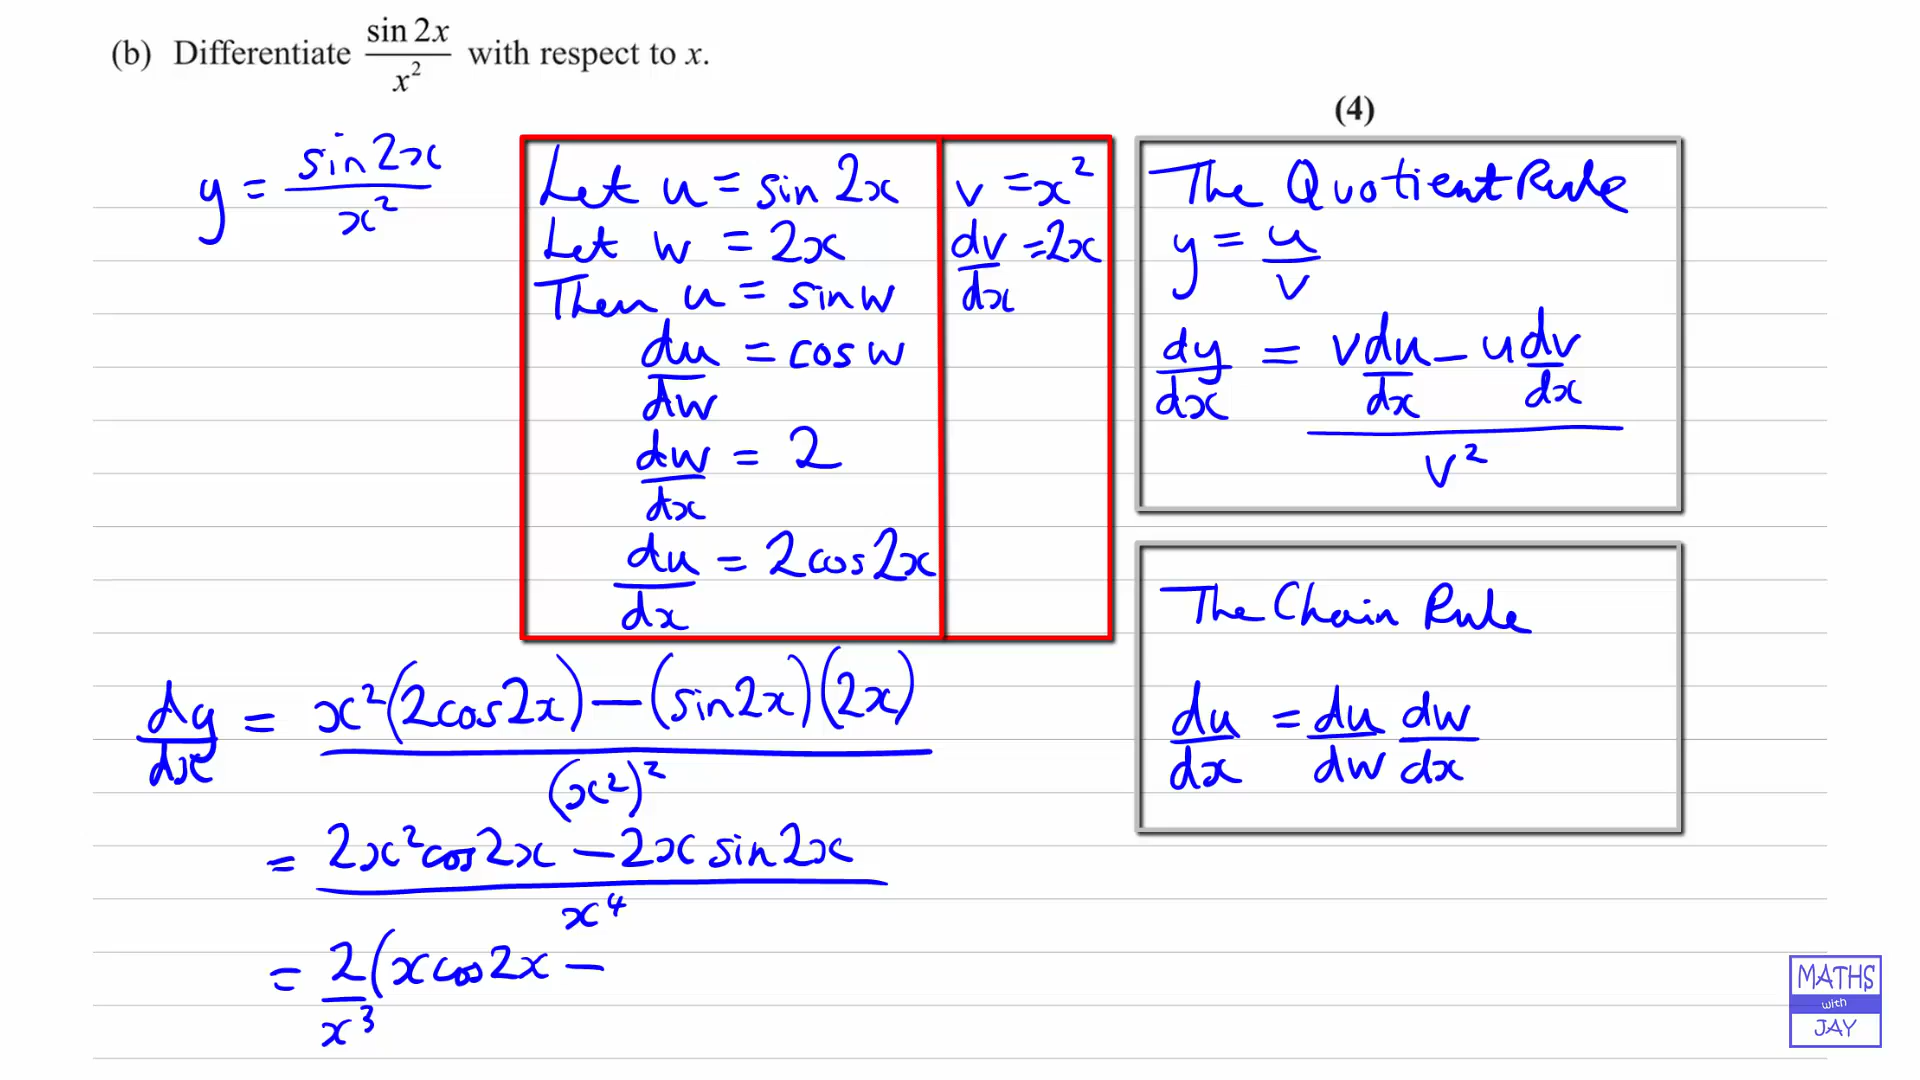 (b) Differentiate sin 2x / x² with respect to x.
(4)
y = sin2x / x²
Let u = sin 2x
Let w = 2x
Then u = sinw
du/dw = cosw
dw/dx = 2
du/dx = 2cos2x
v = x²
dv/dx = 2x
The Quotient Rule
y = u/v
dy/dx = (v du/dx − u dv/dx) / v²
The Chain Rule
du/dx = du/dw dw/dx
dy/dx = x²(2cos2x) − (sin2x)(2x) / (x²)²
= 2x²cos2x − 2x sin2x / x⁴
= 2/x³ (xcos2x −
MATHS
with
JAY